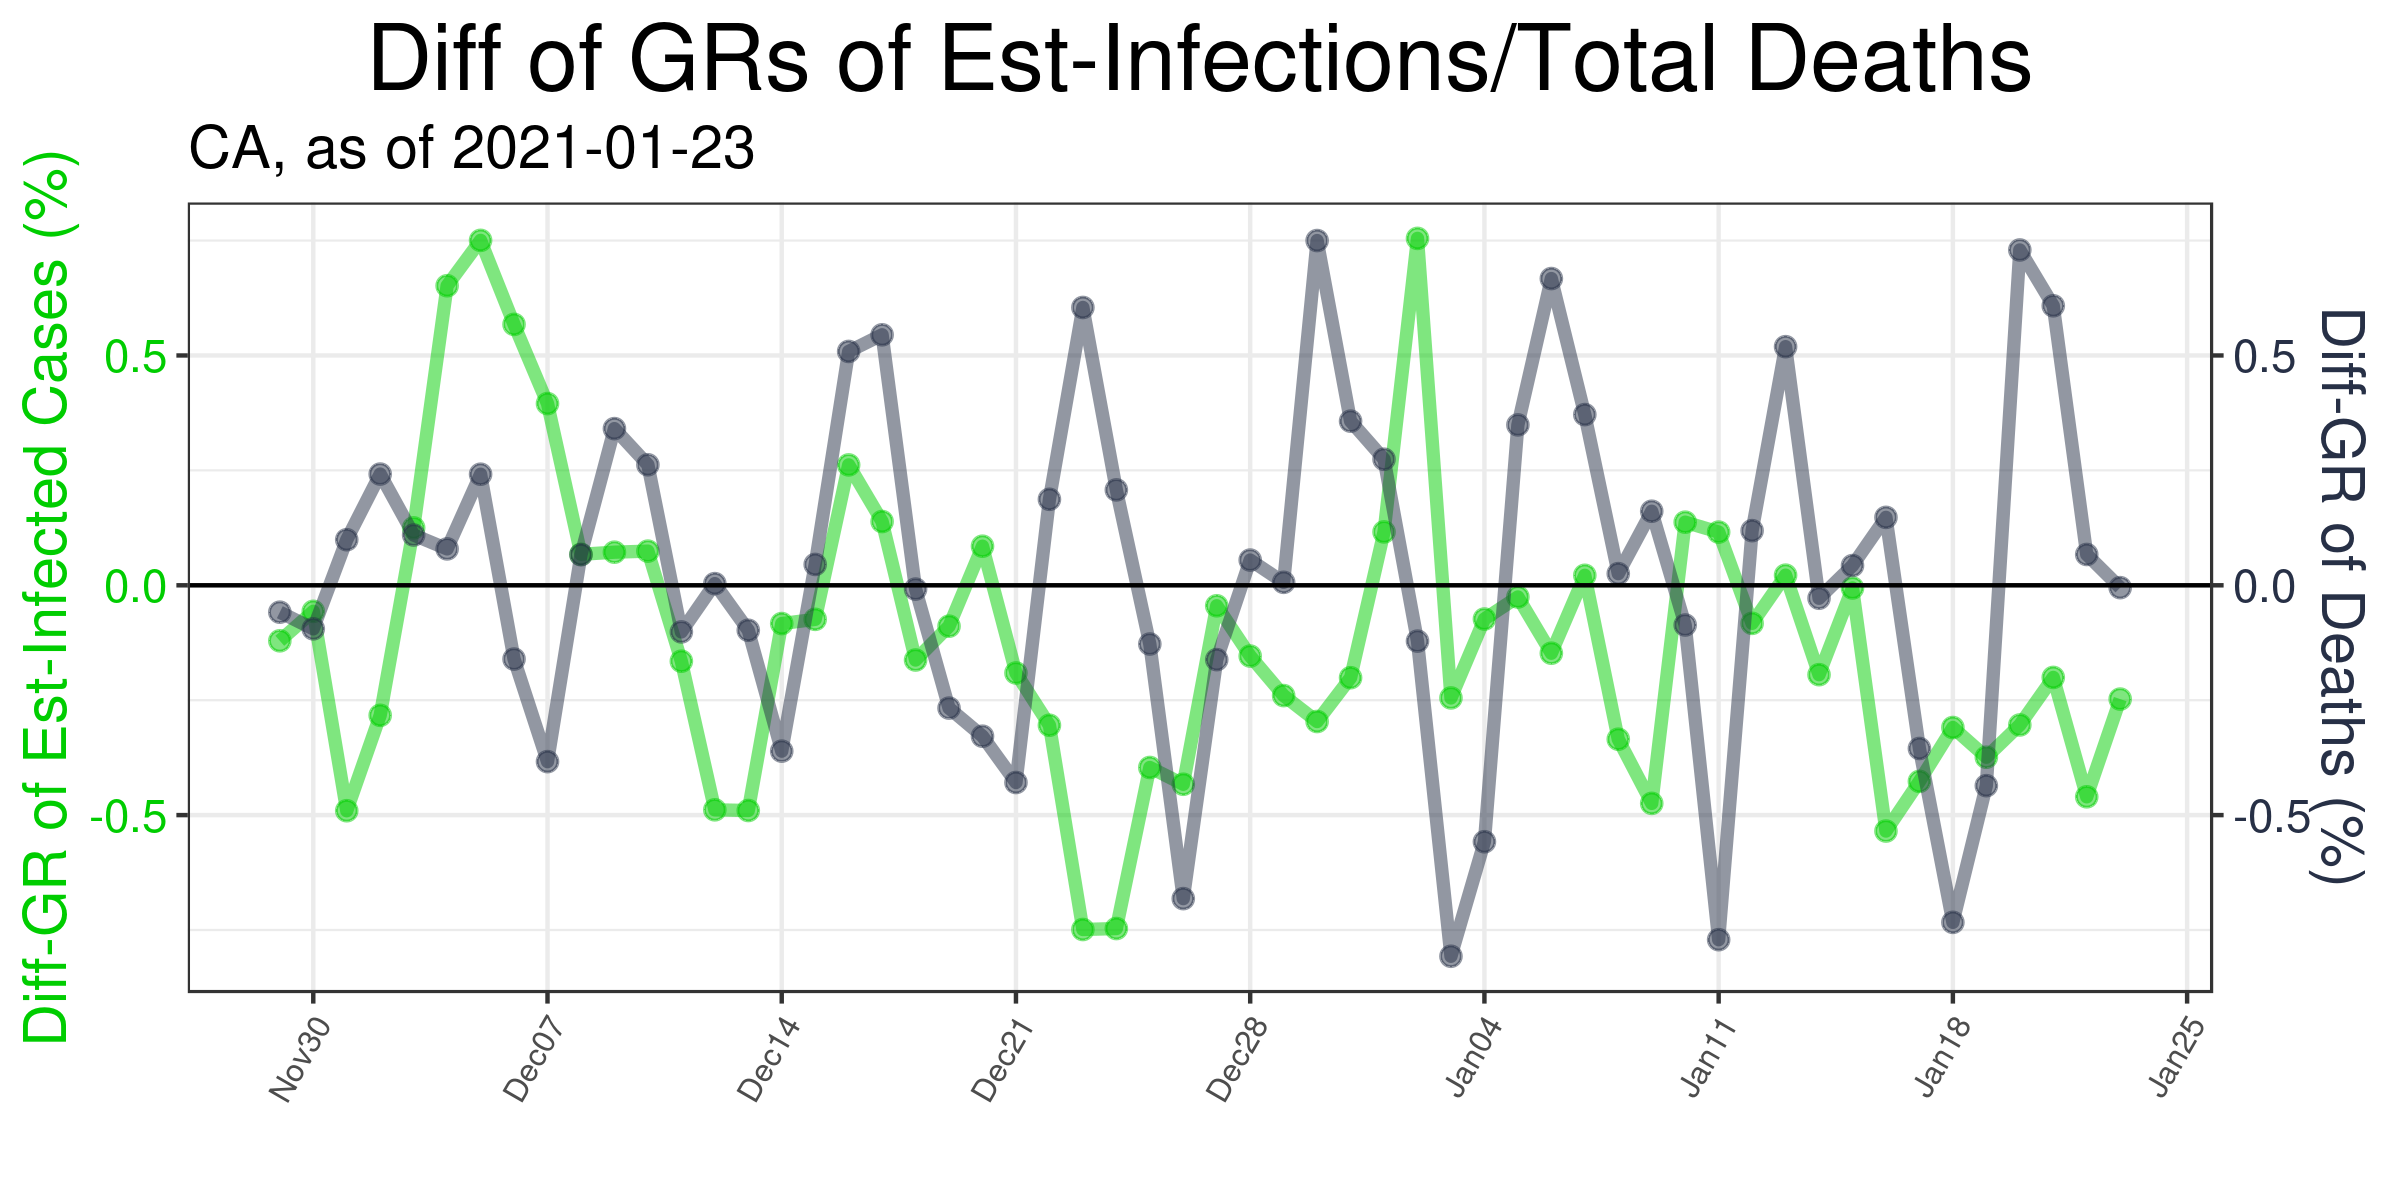 Diff of GRs of Est-Infections/Total Deaths
CA, as of 2021-01-23
Diff-GR of Est-Infected Cases (%)
0.5
0.0
-0.5
0.5
0.0
-0.5
Diff-GR of Deaths (%)
Nov30
Dec07
Dec14
Dec21
Dec28
Jan04
Jan11
Jan18
Jan25